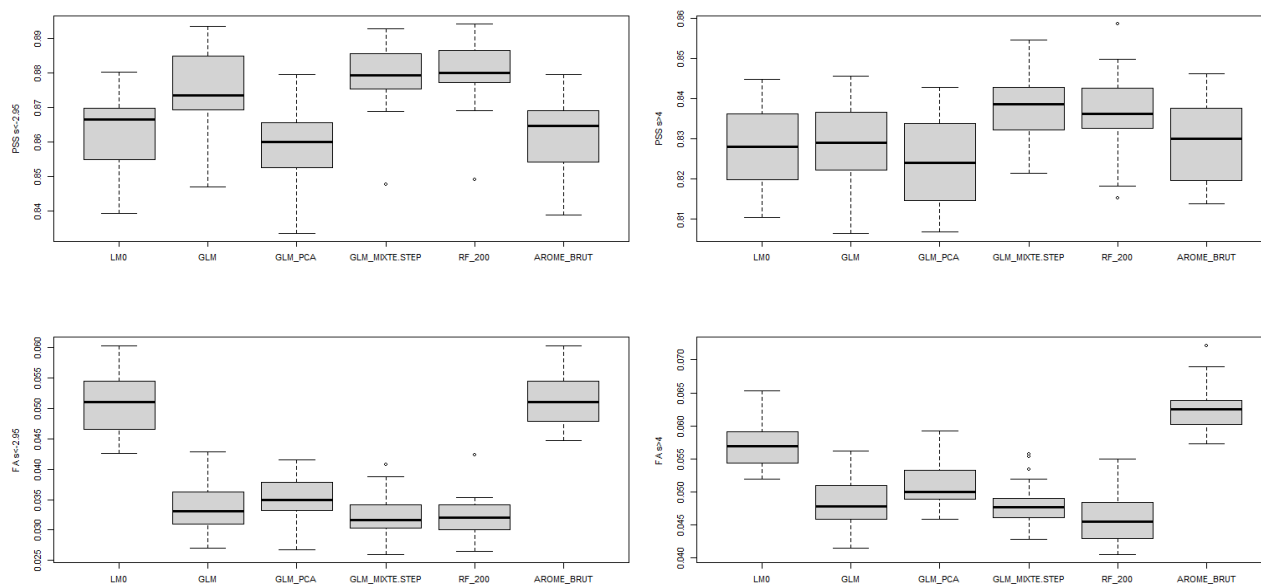 PSS s<-2.95
0.84 0.85 0.86 0.87 0.88 0.89
LM0 GLM GLM_PCA GLM_MIXTE.STEP RF_200 AROME_BRUT
PSS s>4
0.81 0.82 0.83 0.84 0.85 0.86
LM0 GLM GLM_PCA GLM_MIXTE.STEP RF_200 AROME_BRUT
FA s<-2.95
0.025 0.030 0.035 0.040 0.045 0.050 0.055 0.060
LM0 GLM GLM_PCA GLM_MIXTE.STEP RF_200 AROME_BRUT
FA s>4
0.040 0.045 0.050 0.055 0.060 0.065 0.070
LM0 GLM GLM_PCA GLM_MIXTE.STEP RF_200 AROME_BRUT